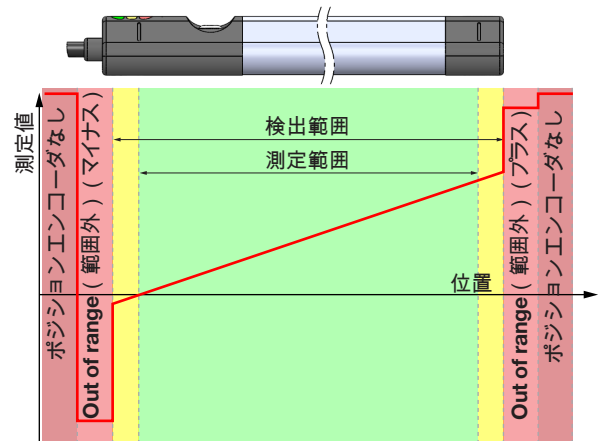 測定値
ポジションエンコーダなし
Out of range (範囲外) (マイナス)
検出範囲
測定範囲
位置
Out of range (範囲外) (プラス)
ポジションエンコーダなし